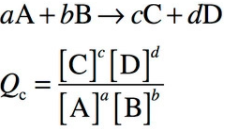 aA + bB → cC + dD
Q_c = [C]^c [D]^d / [A]^a [B]^b